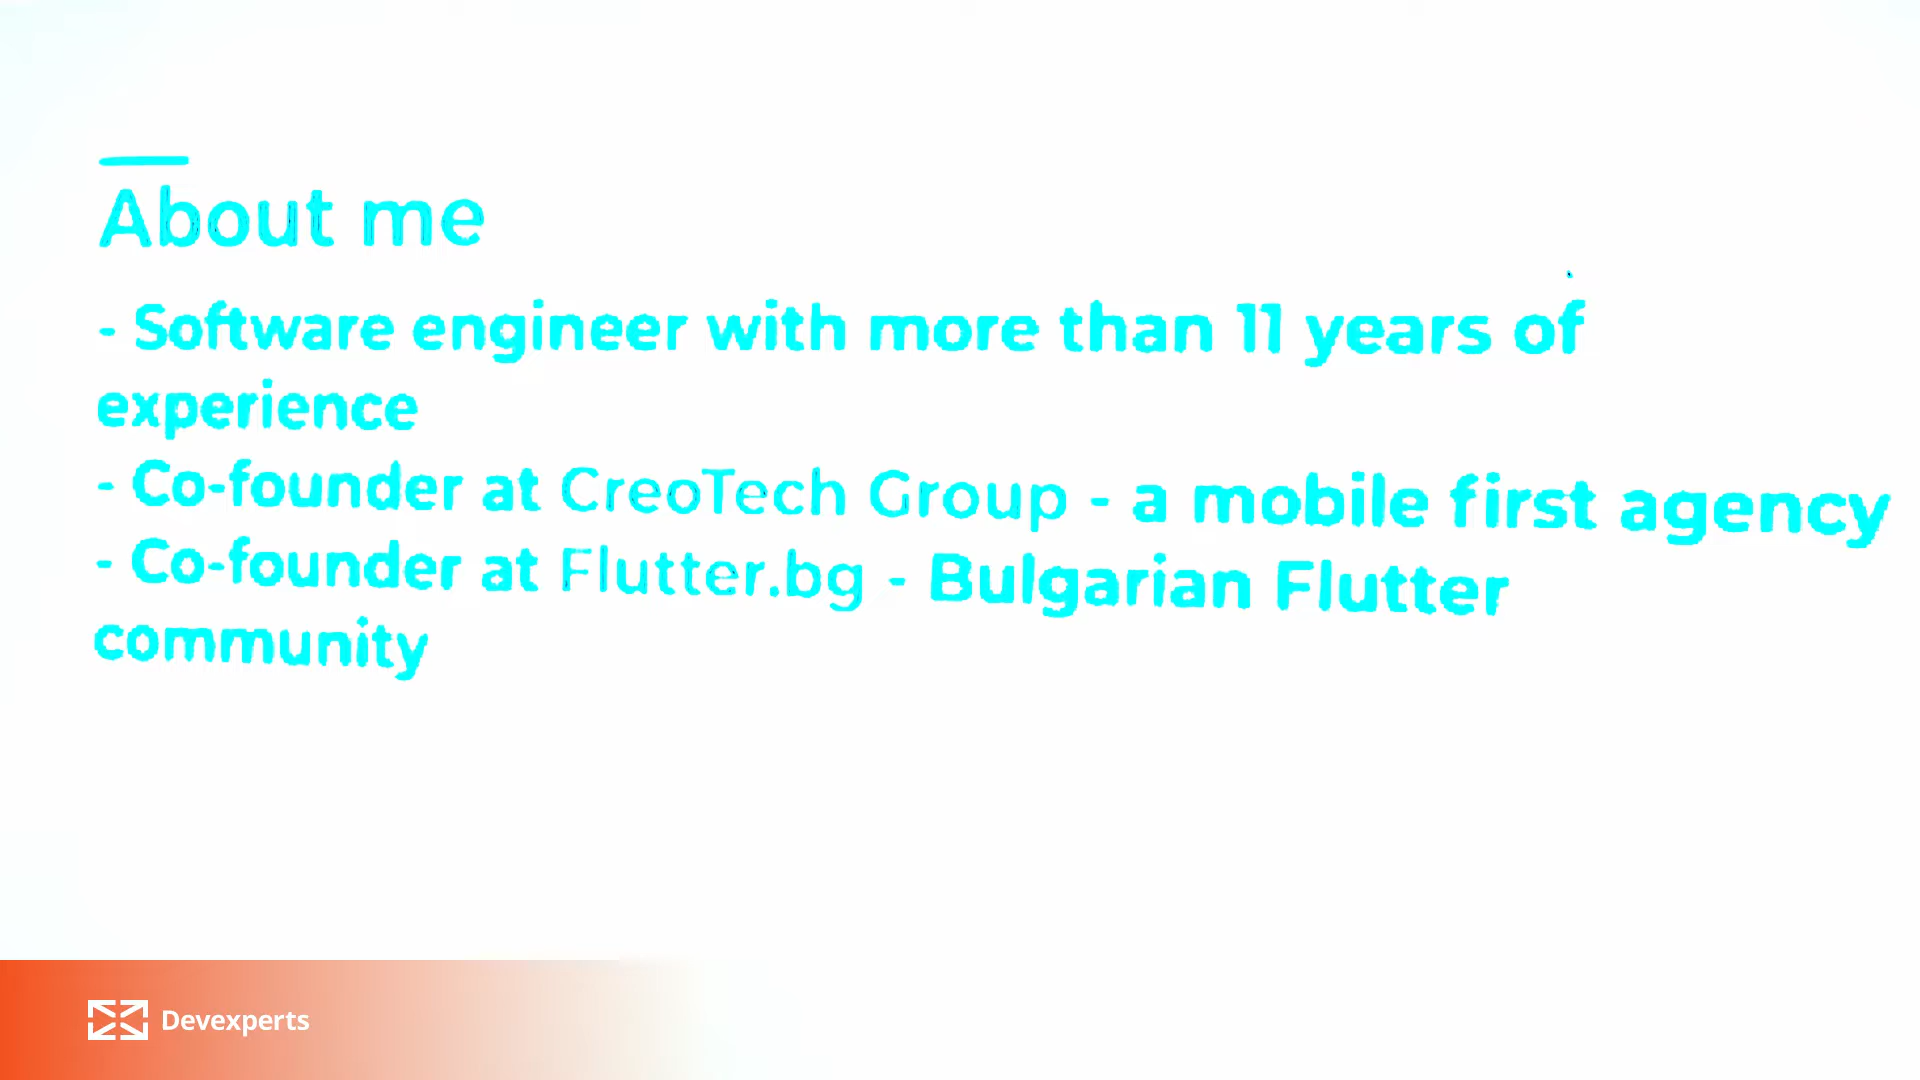 About me
- Software engineer with more than 11 years of
experience
- Co-founder at CreoTech Group - a mobile first agency
- Co-founder at Flutter.bg - Bulgarian Flutter
community
Devexperts